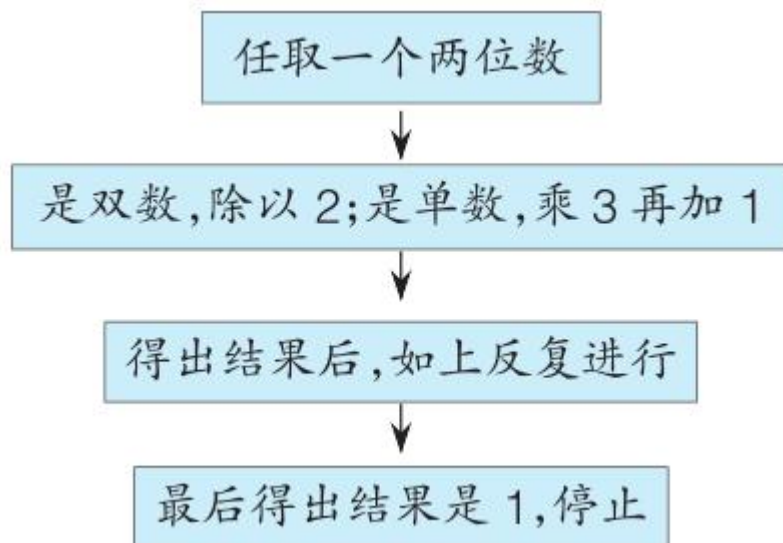 任取一个两位数
是双数,除以 2;是单数,乘 3 再加 1
得出结果后,如上反复进行
最后得出结果是 1,停止